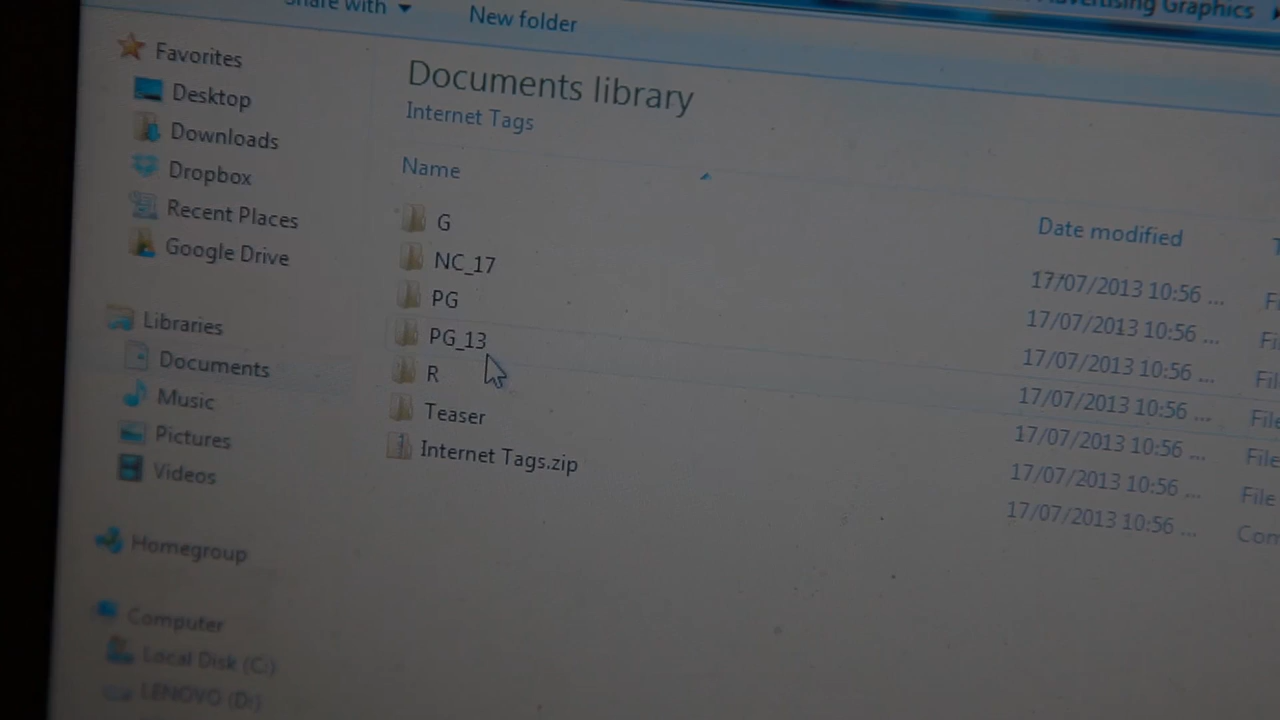 Share with
New folder
Advertising Graphics
Favorites
Desktop
Downloads
Dropbox
Recent Places
Google Drive
Libraries
Documents
Music
Pictures
Videos
Homegroup
Computer
Local Disk (C:)
LENOVO (D:)
Documents library
Internet Tags
Name
Date modified
G
17/07/2013 10:56 ...
NC_17
17/07/2013 10:56 ...
PG
17/07/2013 10:56 ...
PG_13
17/07/2013 10:56 ...
R
17/07/2013 10:56 ...
Teaser
17/07/2013 10:56 ...
Internet Tags.zip
17/07/2013 10:56 ...